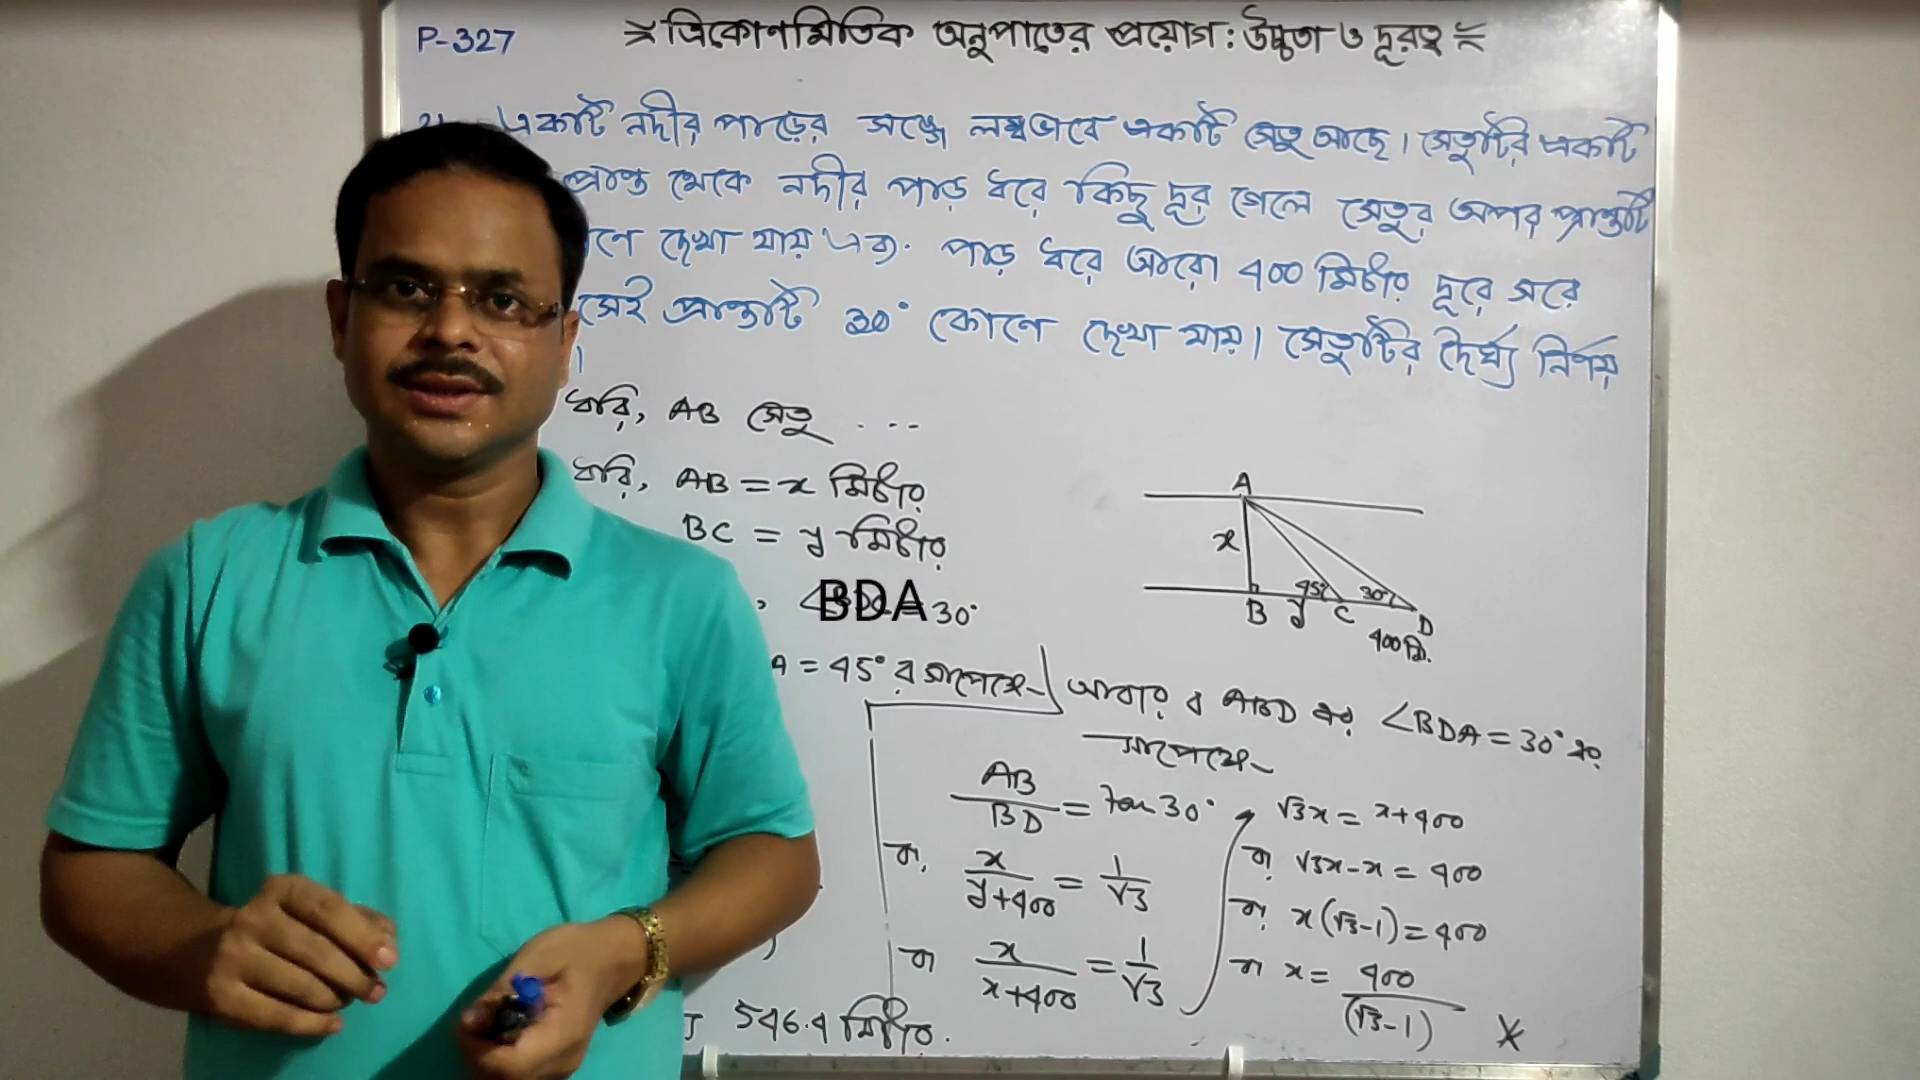 P-327
ত্রিকোণমিতিক অনুপাতের প্রয়োগ: উচ্চতা ও দূরত্ব
একটি নদীর পাড়ের সঙ্গে লম্বভাবে একটি সেতু আছে। সেতুটির একটি
প্রান্ত থেকে নদীর পাড় ধরে কিছু দূর গেলে সেতুর অপর প্রান্তটি
ণে দেখা যায় এবং পাড় ধরে আরো 400 মিটার দূরে সরে
সেই প্রান্তটি 30° কোণে দেখা যায়। সেতুটির দৈর্ঘ্য নির্ণয়
।
ধরি, AB সেতু ...
ধরি, AB = x মিটার
BC = y মিটার
, ∠BDA = 30°
A = 45° র সাপেক্ষে-
A
x
B y C D
45° 30°
400 মি.
আবার ABD এর ∠BDA = 30° এর
সাপেক্ষে-
AB/BD = tan 30°
বা, x/(y+400) = 1/√3
বা x/(x+400) = 1/√3
√3x = x+400
বা √3x-x = 400
বা x(√3-1) = 400
বা x = 400/(√3-1)
546.4 মিটার.